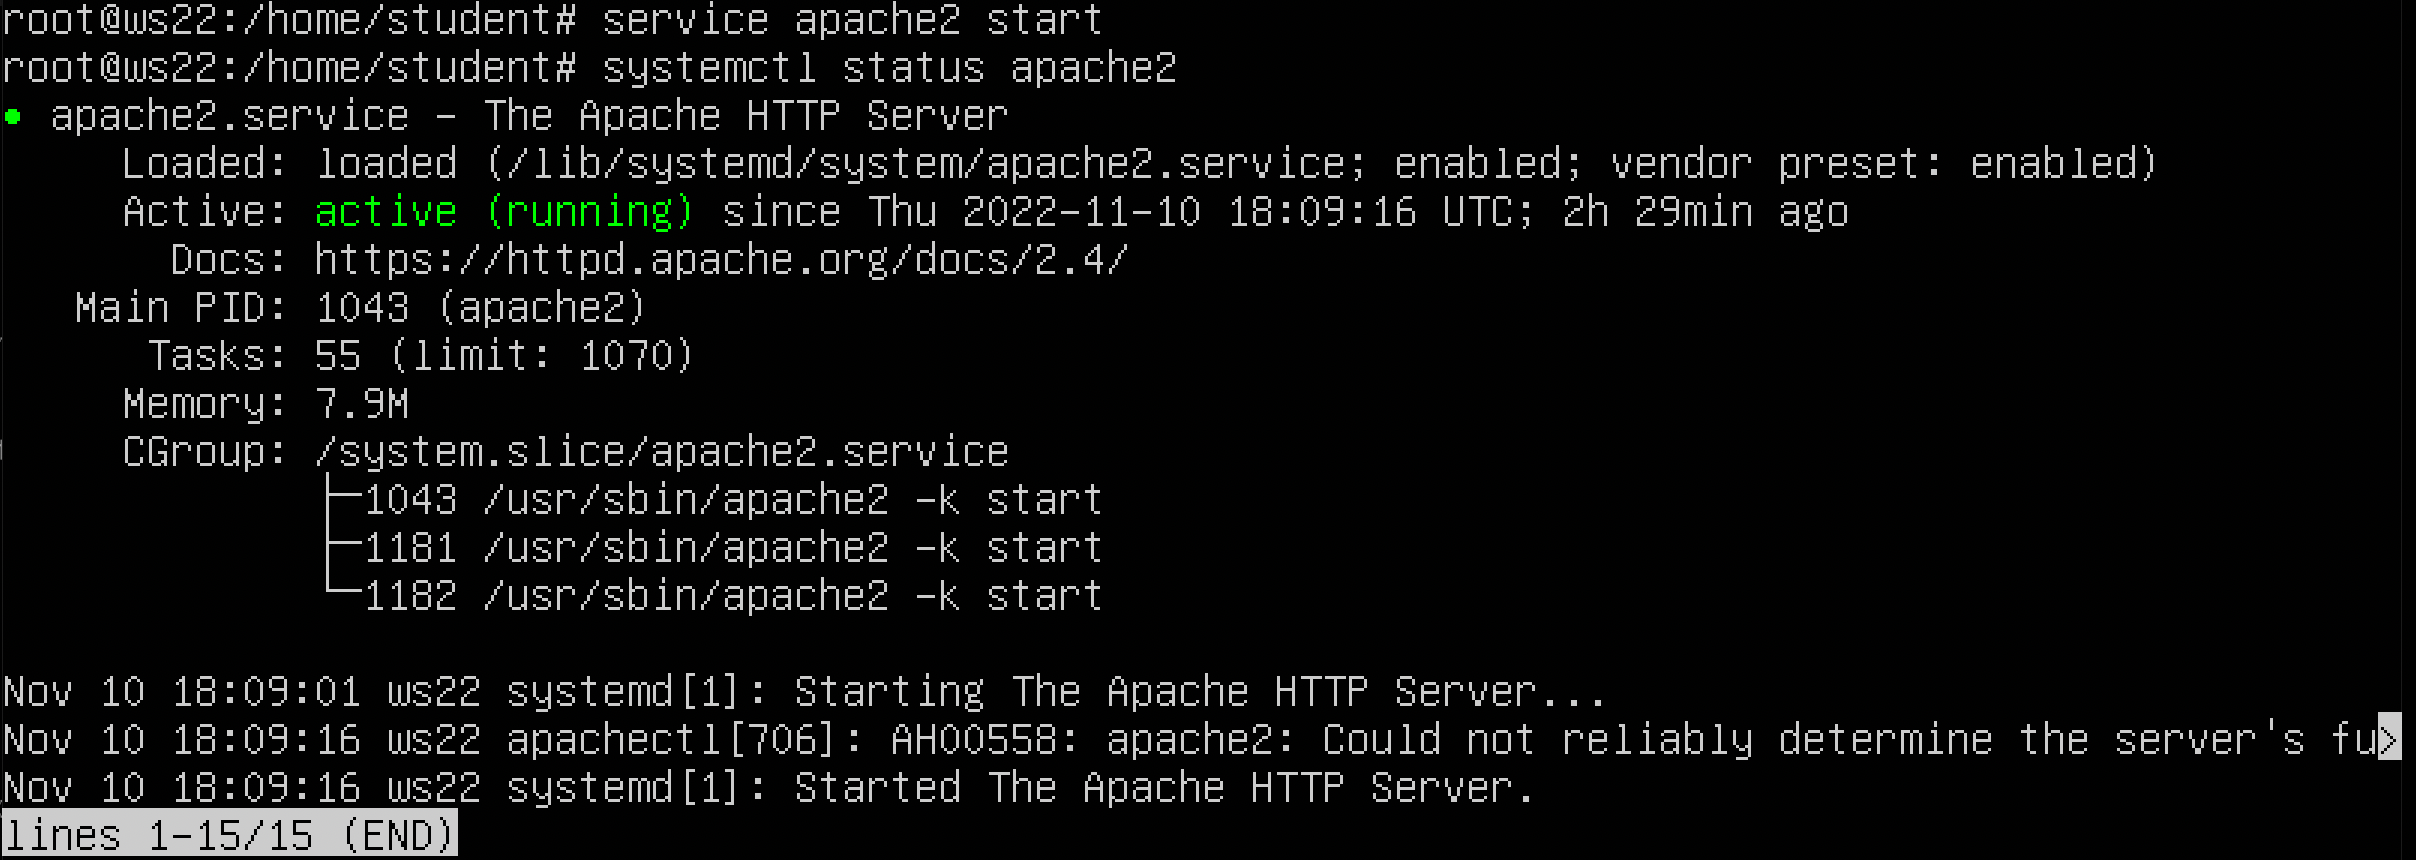 root@ws22:/home/student# service apache2 start
root@ws22:/home/student# systemctl status apache2
● apache2.service - The Apache HTTP Server
     Loaded: loaded (/lib/systemd/system/apache2.service; enabled; vendor preset: enabled)
     Active: active (running) since Thu 2022-11-10 18:09:16 UTC; 2h 29min ago
       Docs: https://httpd.apache.org/docs/2.4/
   Main PID: 1043 (apache2)
      Tasks: 55 (limit: 1070)
     Memory: 7.9M
     CGroup: /system.slice/apache2.service
             ├─1043 /usr/sbin/apache2 -k start
             ├─1181 /usr/sbin/apache2 -k start
             └─1182 /usr/sbin/apache2 -k start
Nov 10 18:09:01 ws22 systemd[1]: Starting The Apache HTTP Server...
Nov 10 18:09:16 ws22 apachectl[706]: AH00558: apache2: Could not reliably determine the server's fu>
Nov 10 18:09:16 ws22 systemd[1]: Started The Apache HTTP Server.
lines 1-15/15 (END)